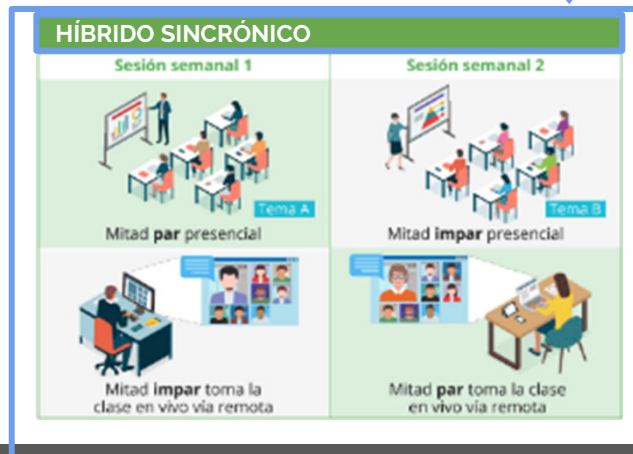 HÍBRIDO SINCRÓNICO
Sesión semanal 1
Sesión semanal 2
Tema A
Tema B
Mitad par presencial
Mitad impar presencial
Mitad impar toma la
clase en vivo vía remota
Mitad par toma la clase
en vivo vía remota